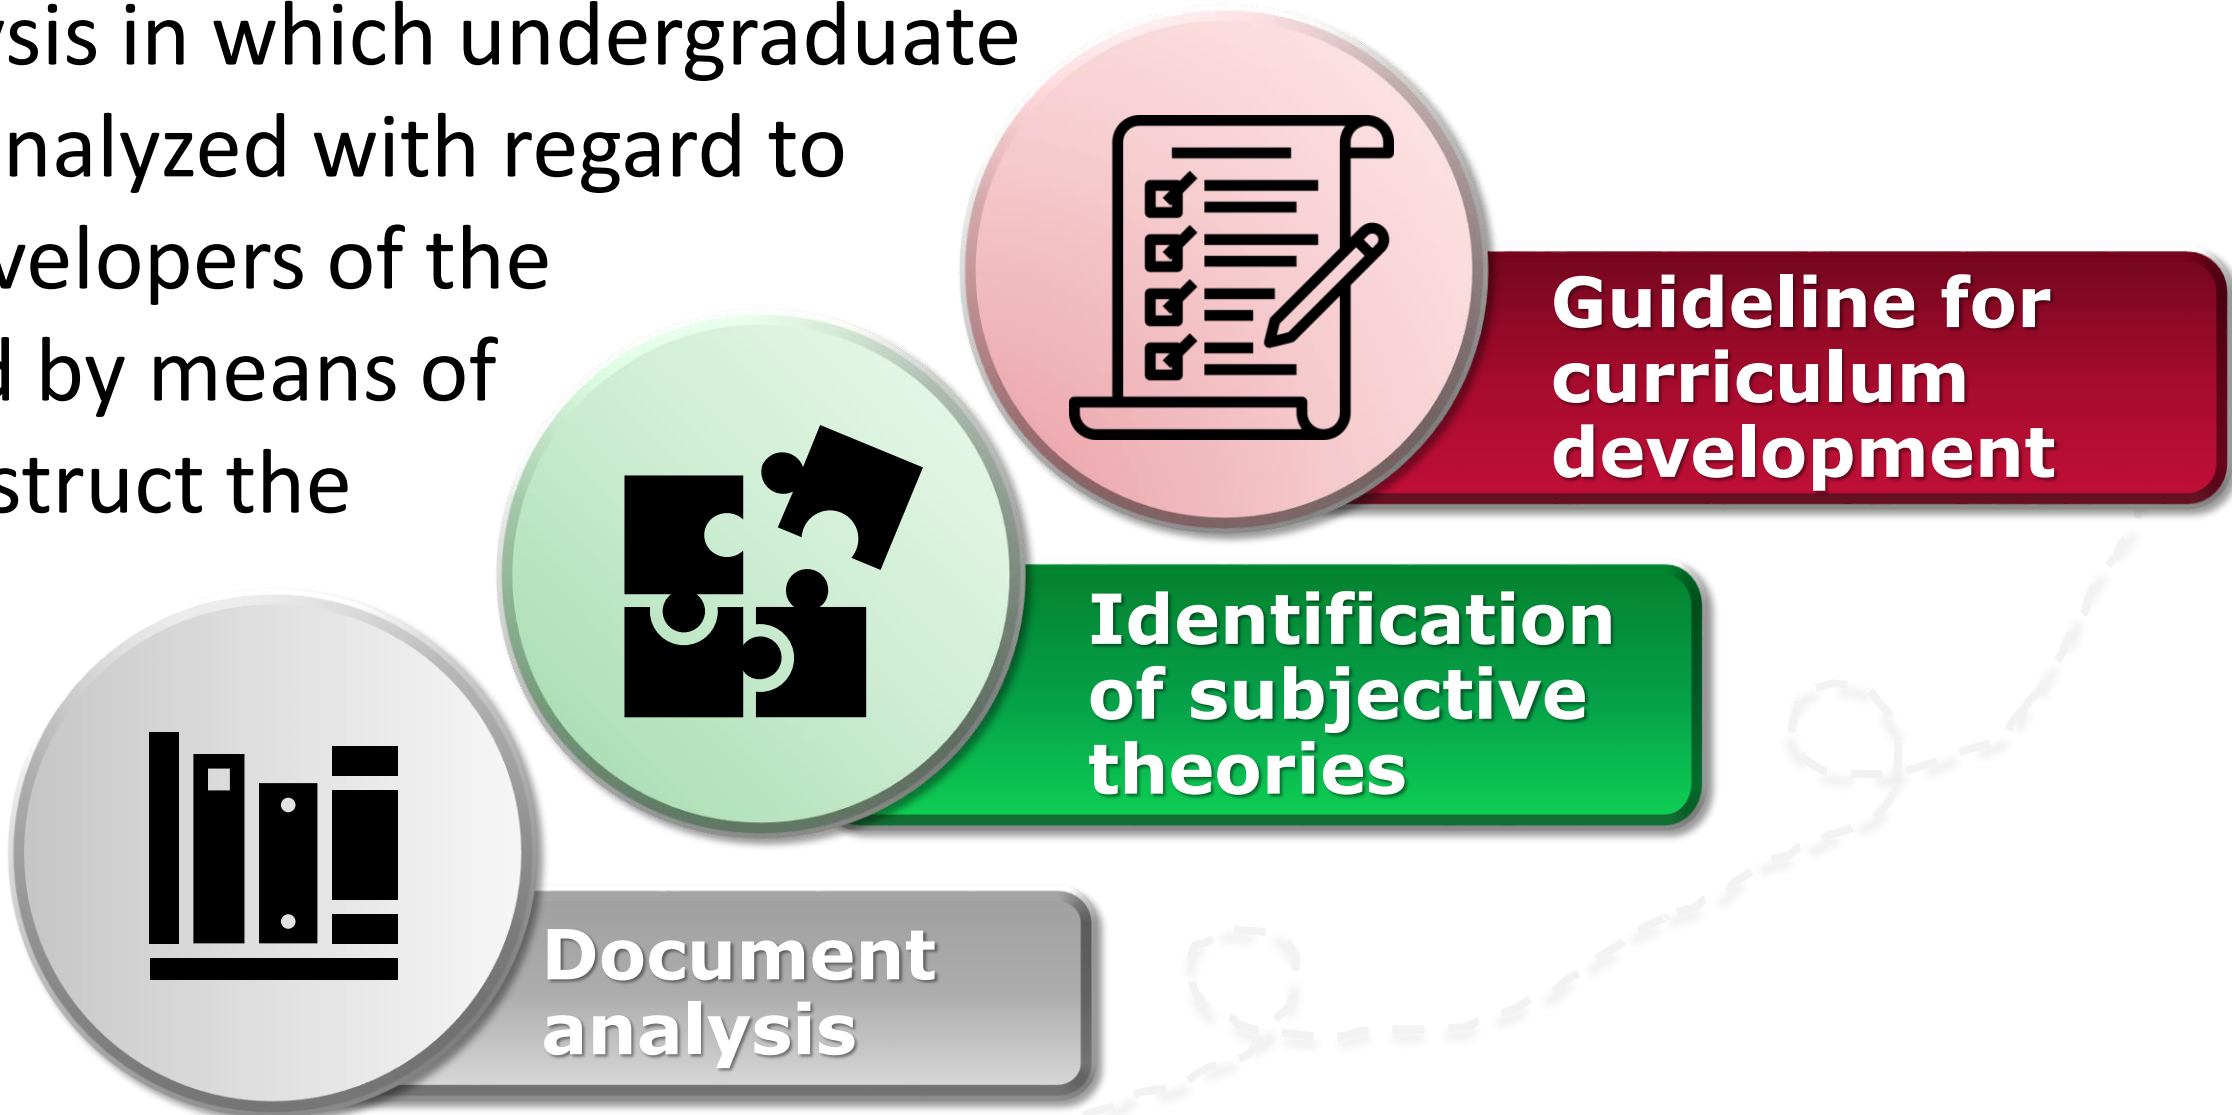 sis in which undergraduate
nalyzed with regard to
velopers of the
by means of
struct the
Guideline for
curriculum
development
Identification
of subjective
theories
Document
analysis